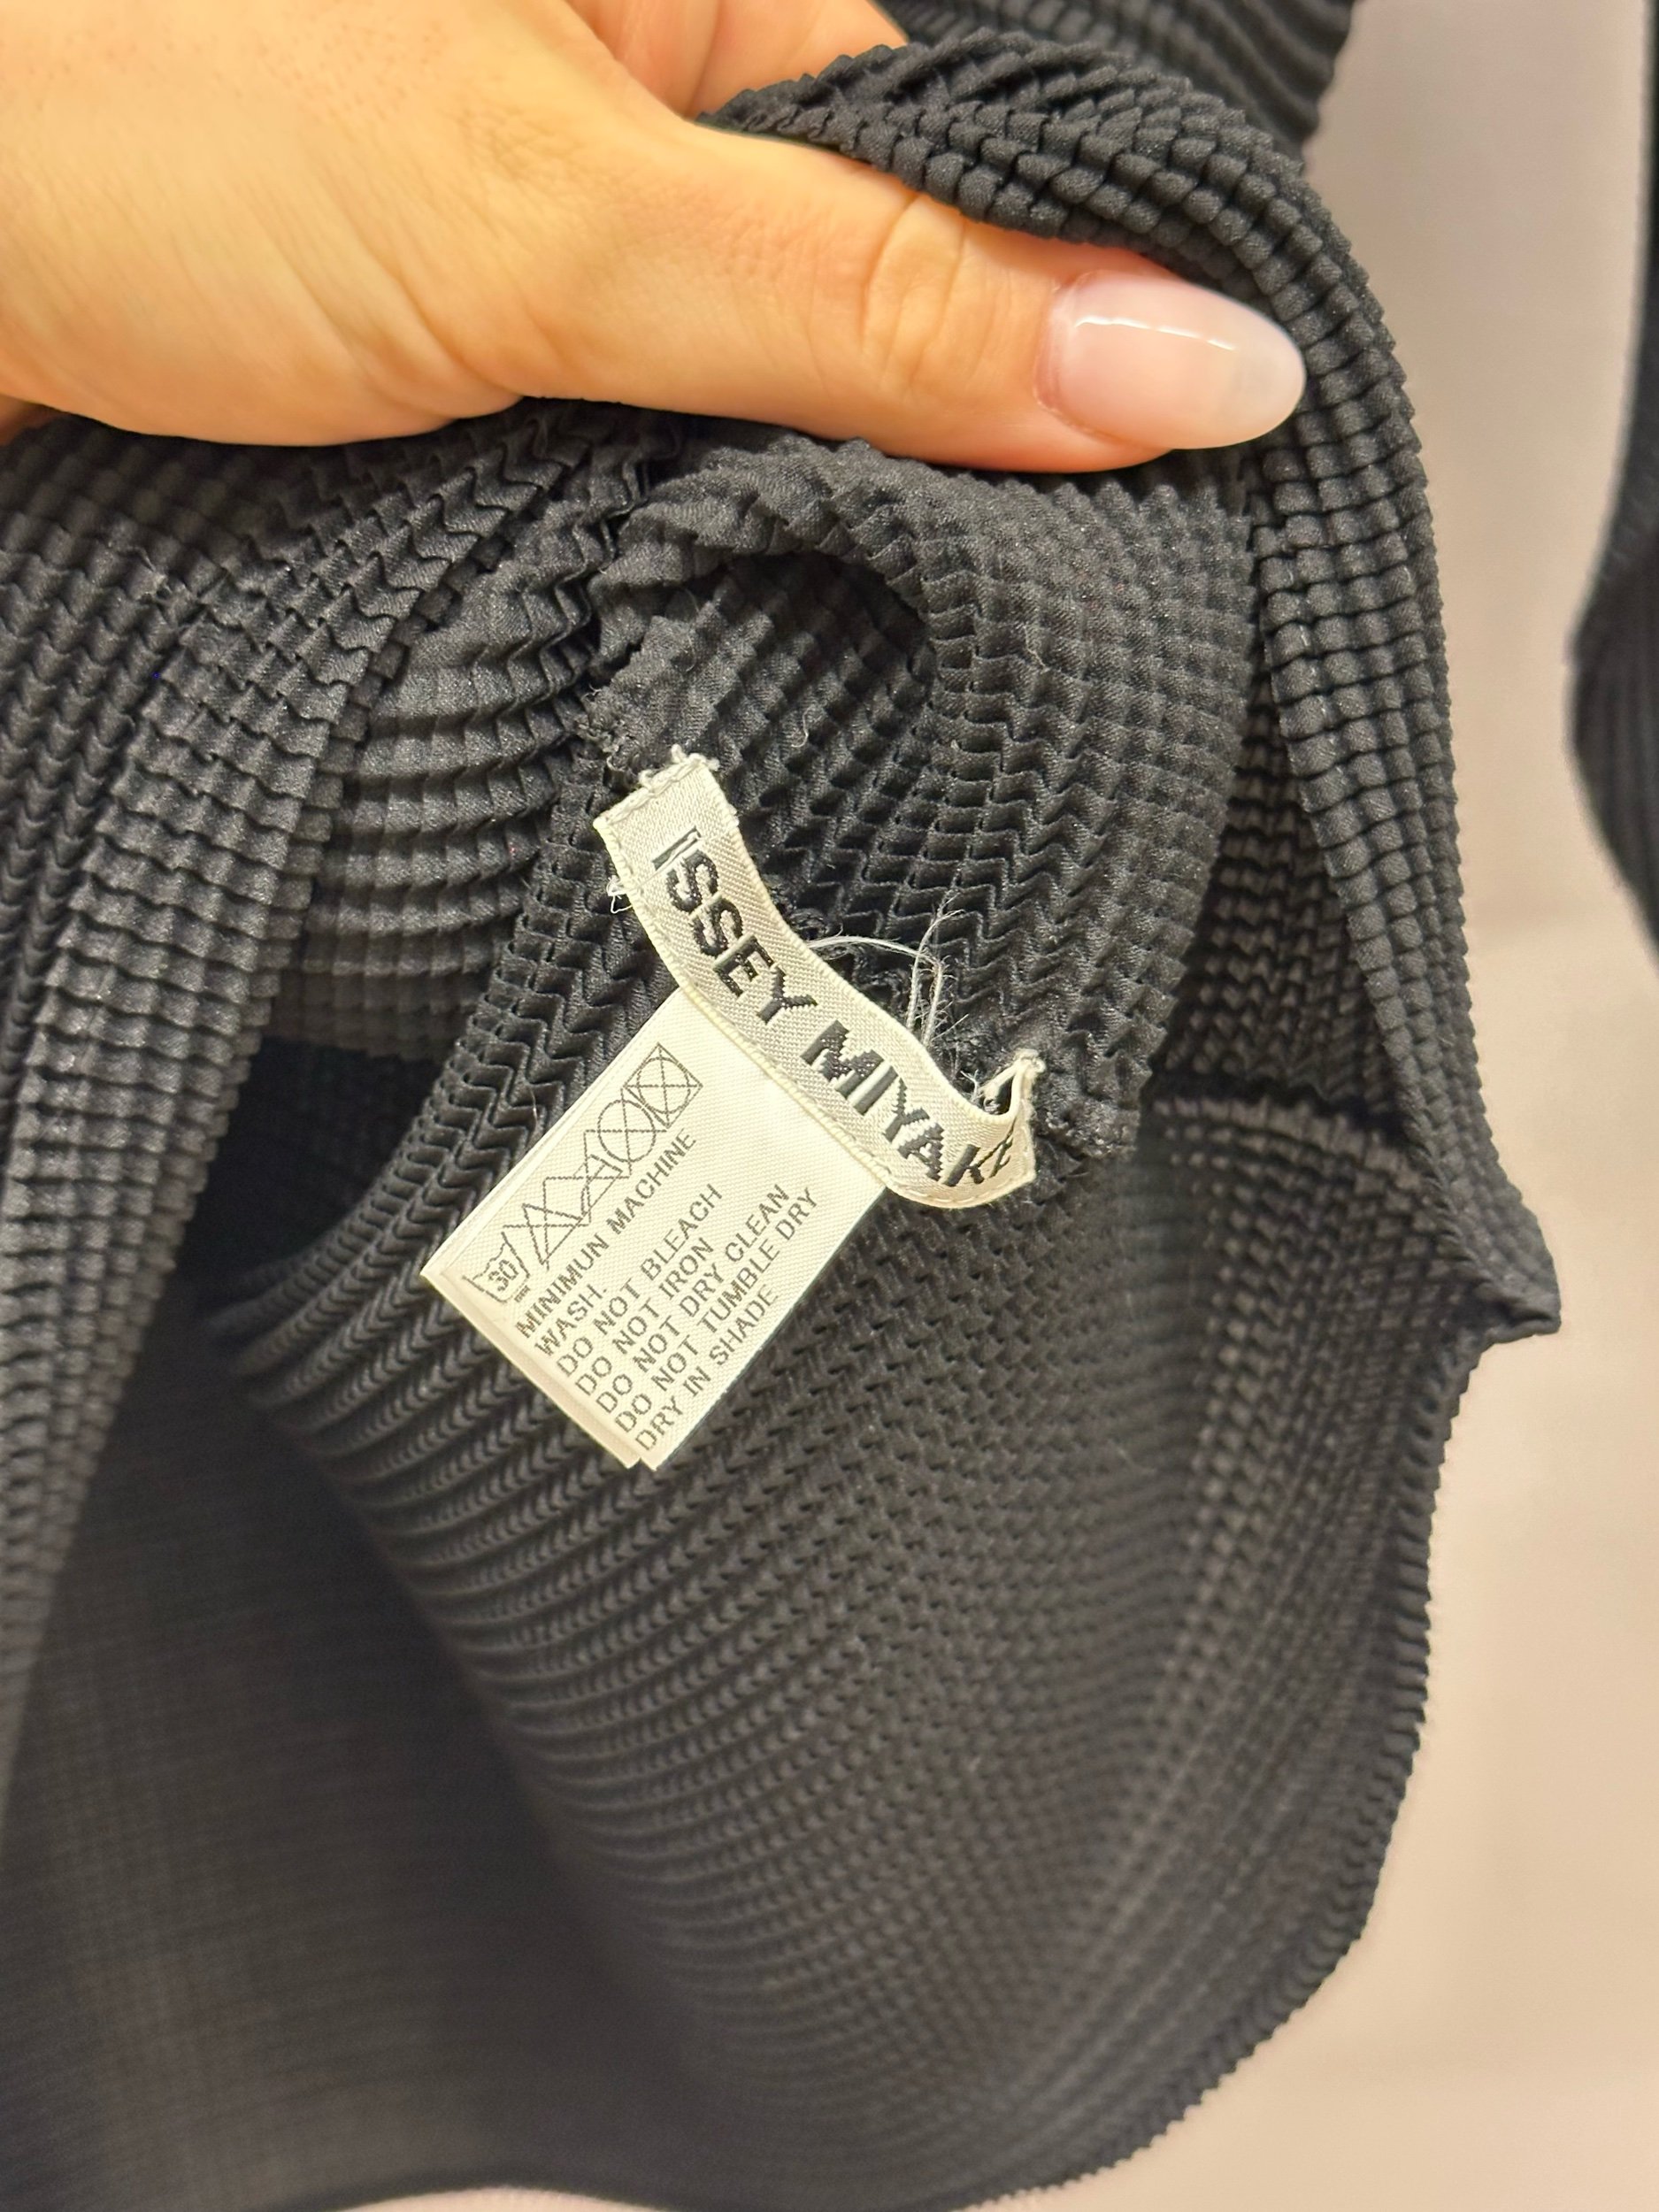 ISSEY MIYAKE
30
MINIMUN MACHINE
WASH.
DO NOT BLEACH
DO NOT IRON
DO NOT DRY CLEAN
DO NOT TUMBLE DRY
DRY IN SHADE